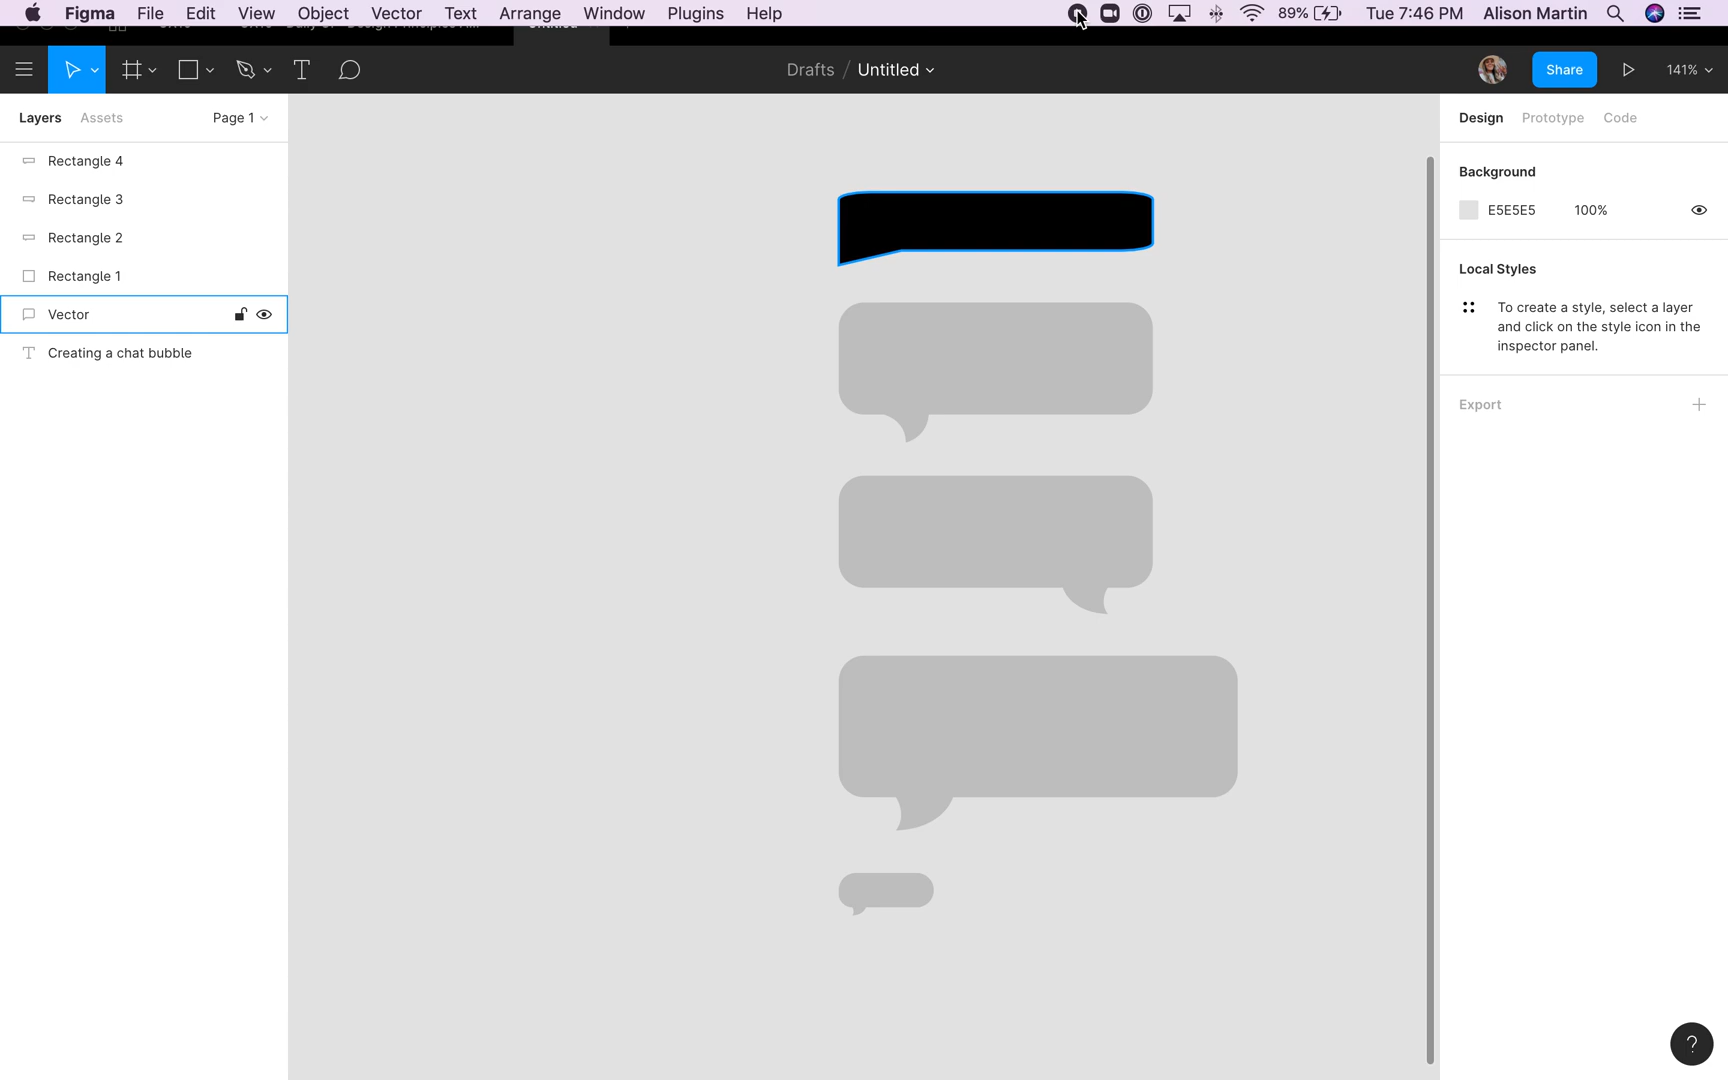 Figma File Edit View Object Vector Text Arrange Window Plugins Help 89% Tue 7:46 PM Alison Martin
Drafts / Untitled Share 141%
Layers Assets Page 1
Rectangle 4
Rectangle 3
Rectangle 2
Rectangle 1
Vector
Creating a chat bubble
Design Prototype Code
Background
E5E5E5 100%
Local Styles
To create a style, select a layer
and click on the style icon in the
inspector panel.
Export
?